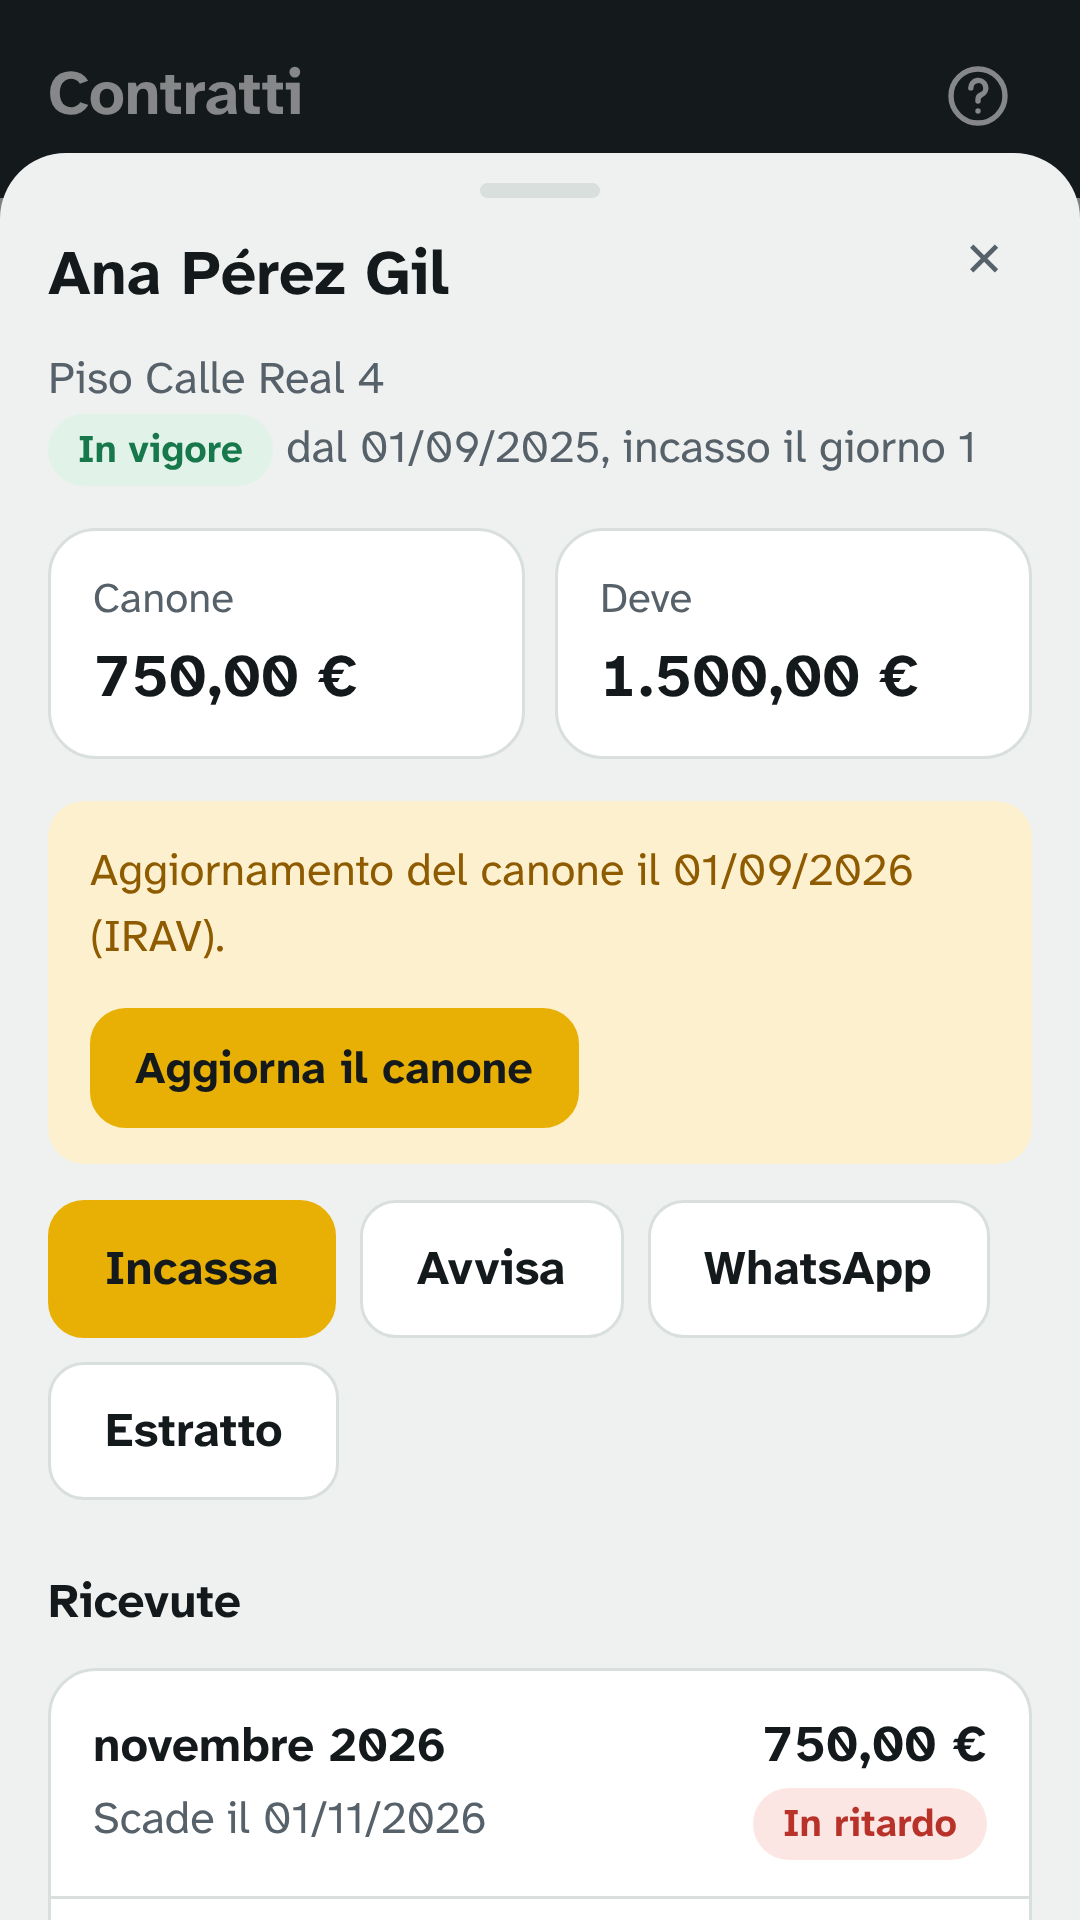 Contratti
Ana Pérez Gil
Piso Calle Real 4
In vigore dal 01/09/2025, incasso il giorno 1
Canone
750,00 €
Deve
1.500,00 €
Aggiornamento del canone il 01/09/2026
(IRAV).
Aggiorna il canone
Incassa
Avvisa
WhatsApp
Estratto
Ricevute
novembre 2026
750,00 €
Scade il 01/11/2026
In ritardo